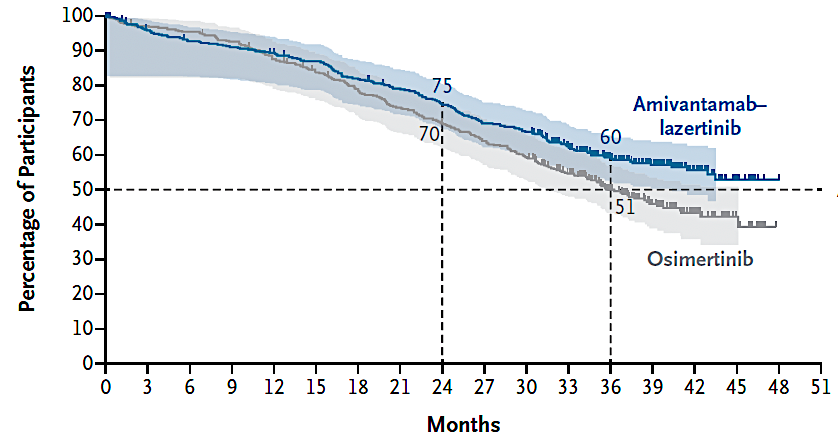 100
90
80
70
60
50
40
30
20
10
0
Percentage of Participants
75
70
60
51
Amivantamab–
lazertinib
Osimertinib
0 3 6 9 12 15 18 21 24 27 30 33 36 39 42 45 48 51
Months